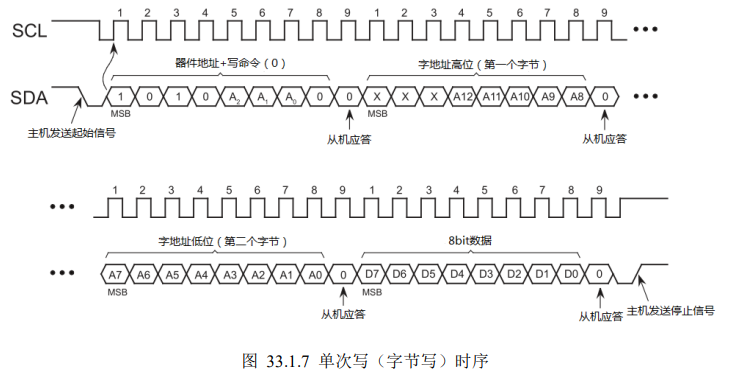 1 2 3 4 5 6 7 8 9 1 2 3 4 5 6 7 8 9
SCL
器件地址+写命令（0） 字地址高位（第一个字节）
SDA 1 0 1 0 A2 A1 A0 0 0 X X X A12 A11 A10 A9 A8 0
MSB MSB
主机发送起始信号 从机应答 从机应答
1 2 3 4 5 6 7 8 9 1 2 3 4 5 6 7 8 9
字地址低位（第二个字节） 8bit数据
A7 A6 A5 A4 A3 A2 A1 A0 0 D7 D6 D5 D4 D3 D2 D1 D0 0
MSB MSB
从机应答 从机应答 主机发送停止信号
图 33.1.7 单次写（字节写）时序